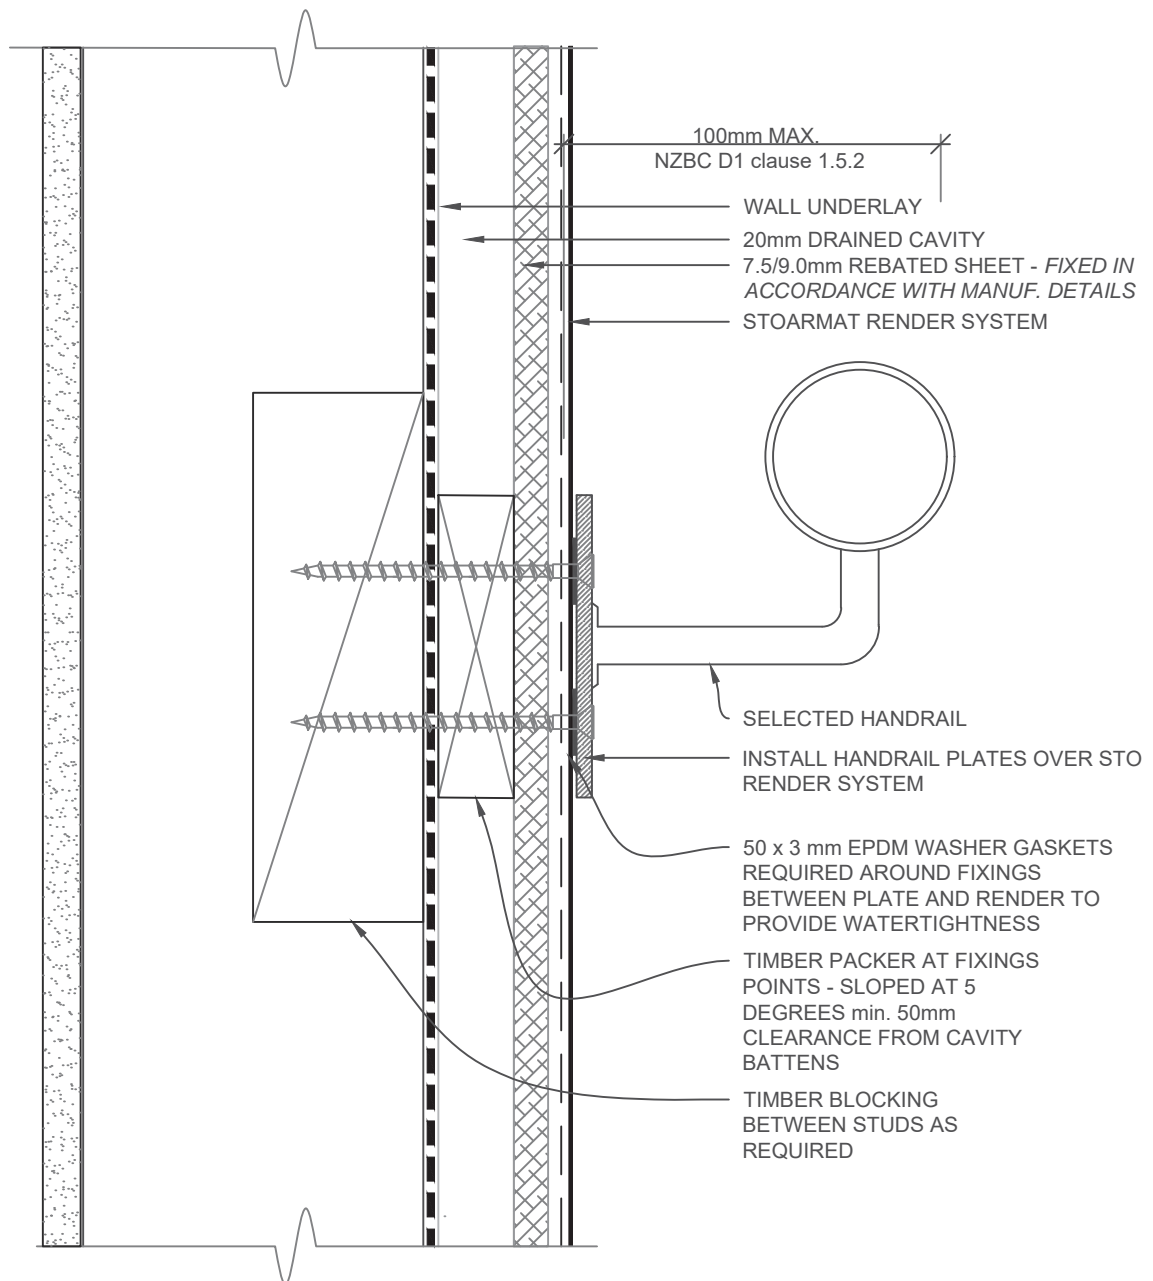 100mm MAX.
NZBC D1 clause 1.5.2
WALL UNDERLAY
20mm DRAINED CAVITY
7.5/9.0mm REBATED SHEET - FIXED IN
ACCORDANCE WITH MANUF. DETAILS
STOARMAT RENDER SYSTEM
SELECTED HANDRAIL
INSTALL HANDRAIL PLATES OVER STO
RENDER SYSTEM
50 x 3 mm EPDM WASHER GASKETS
REQUIRED AROUND FIXINGS
BETWEEN PLATE AND RENDER TO
PROVIDE WATERTIGHTNESS
TIMBER PACKER AT FIXINGS
POINTS - SLOPED AT 5
DEGREES min. 50mm
CLEARANCE FROM CAVITY
BATTENS
TIMBER BLOCKING
BETWEEN STUDS AS
REQUIRED